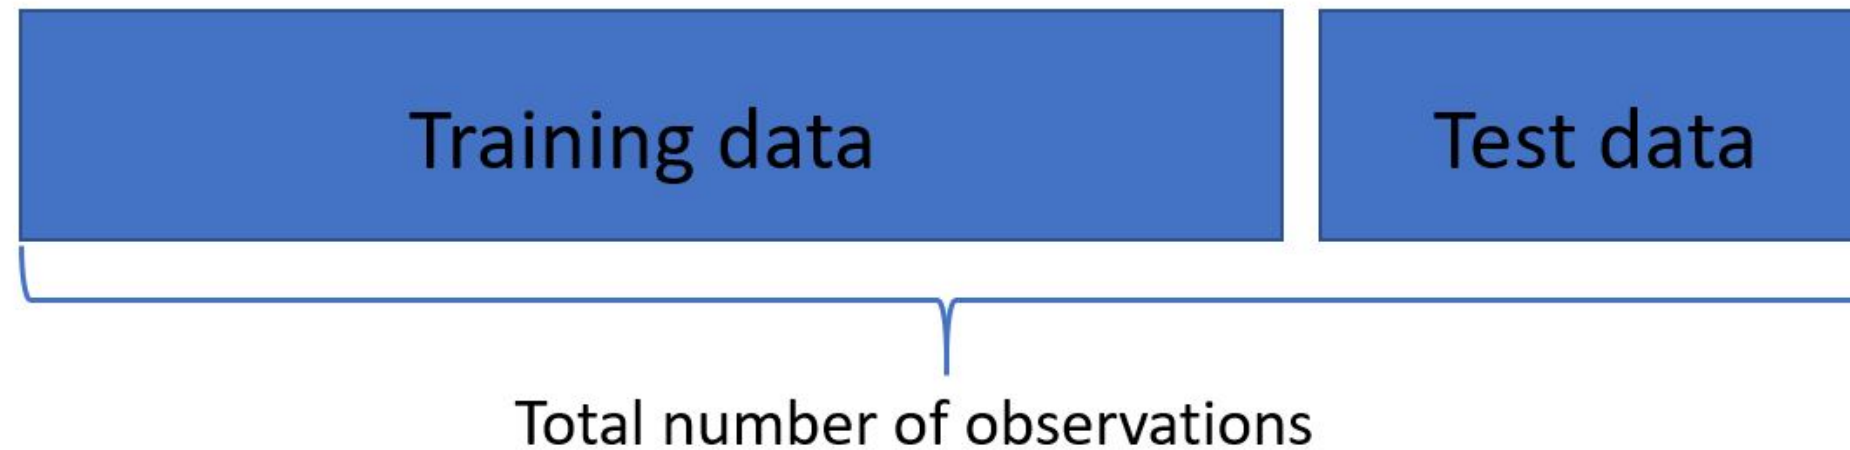 Training data
Test data
Total number of observations